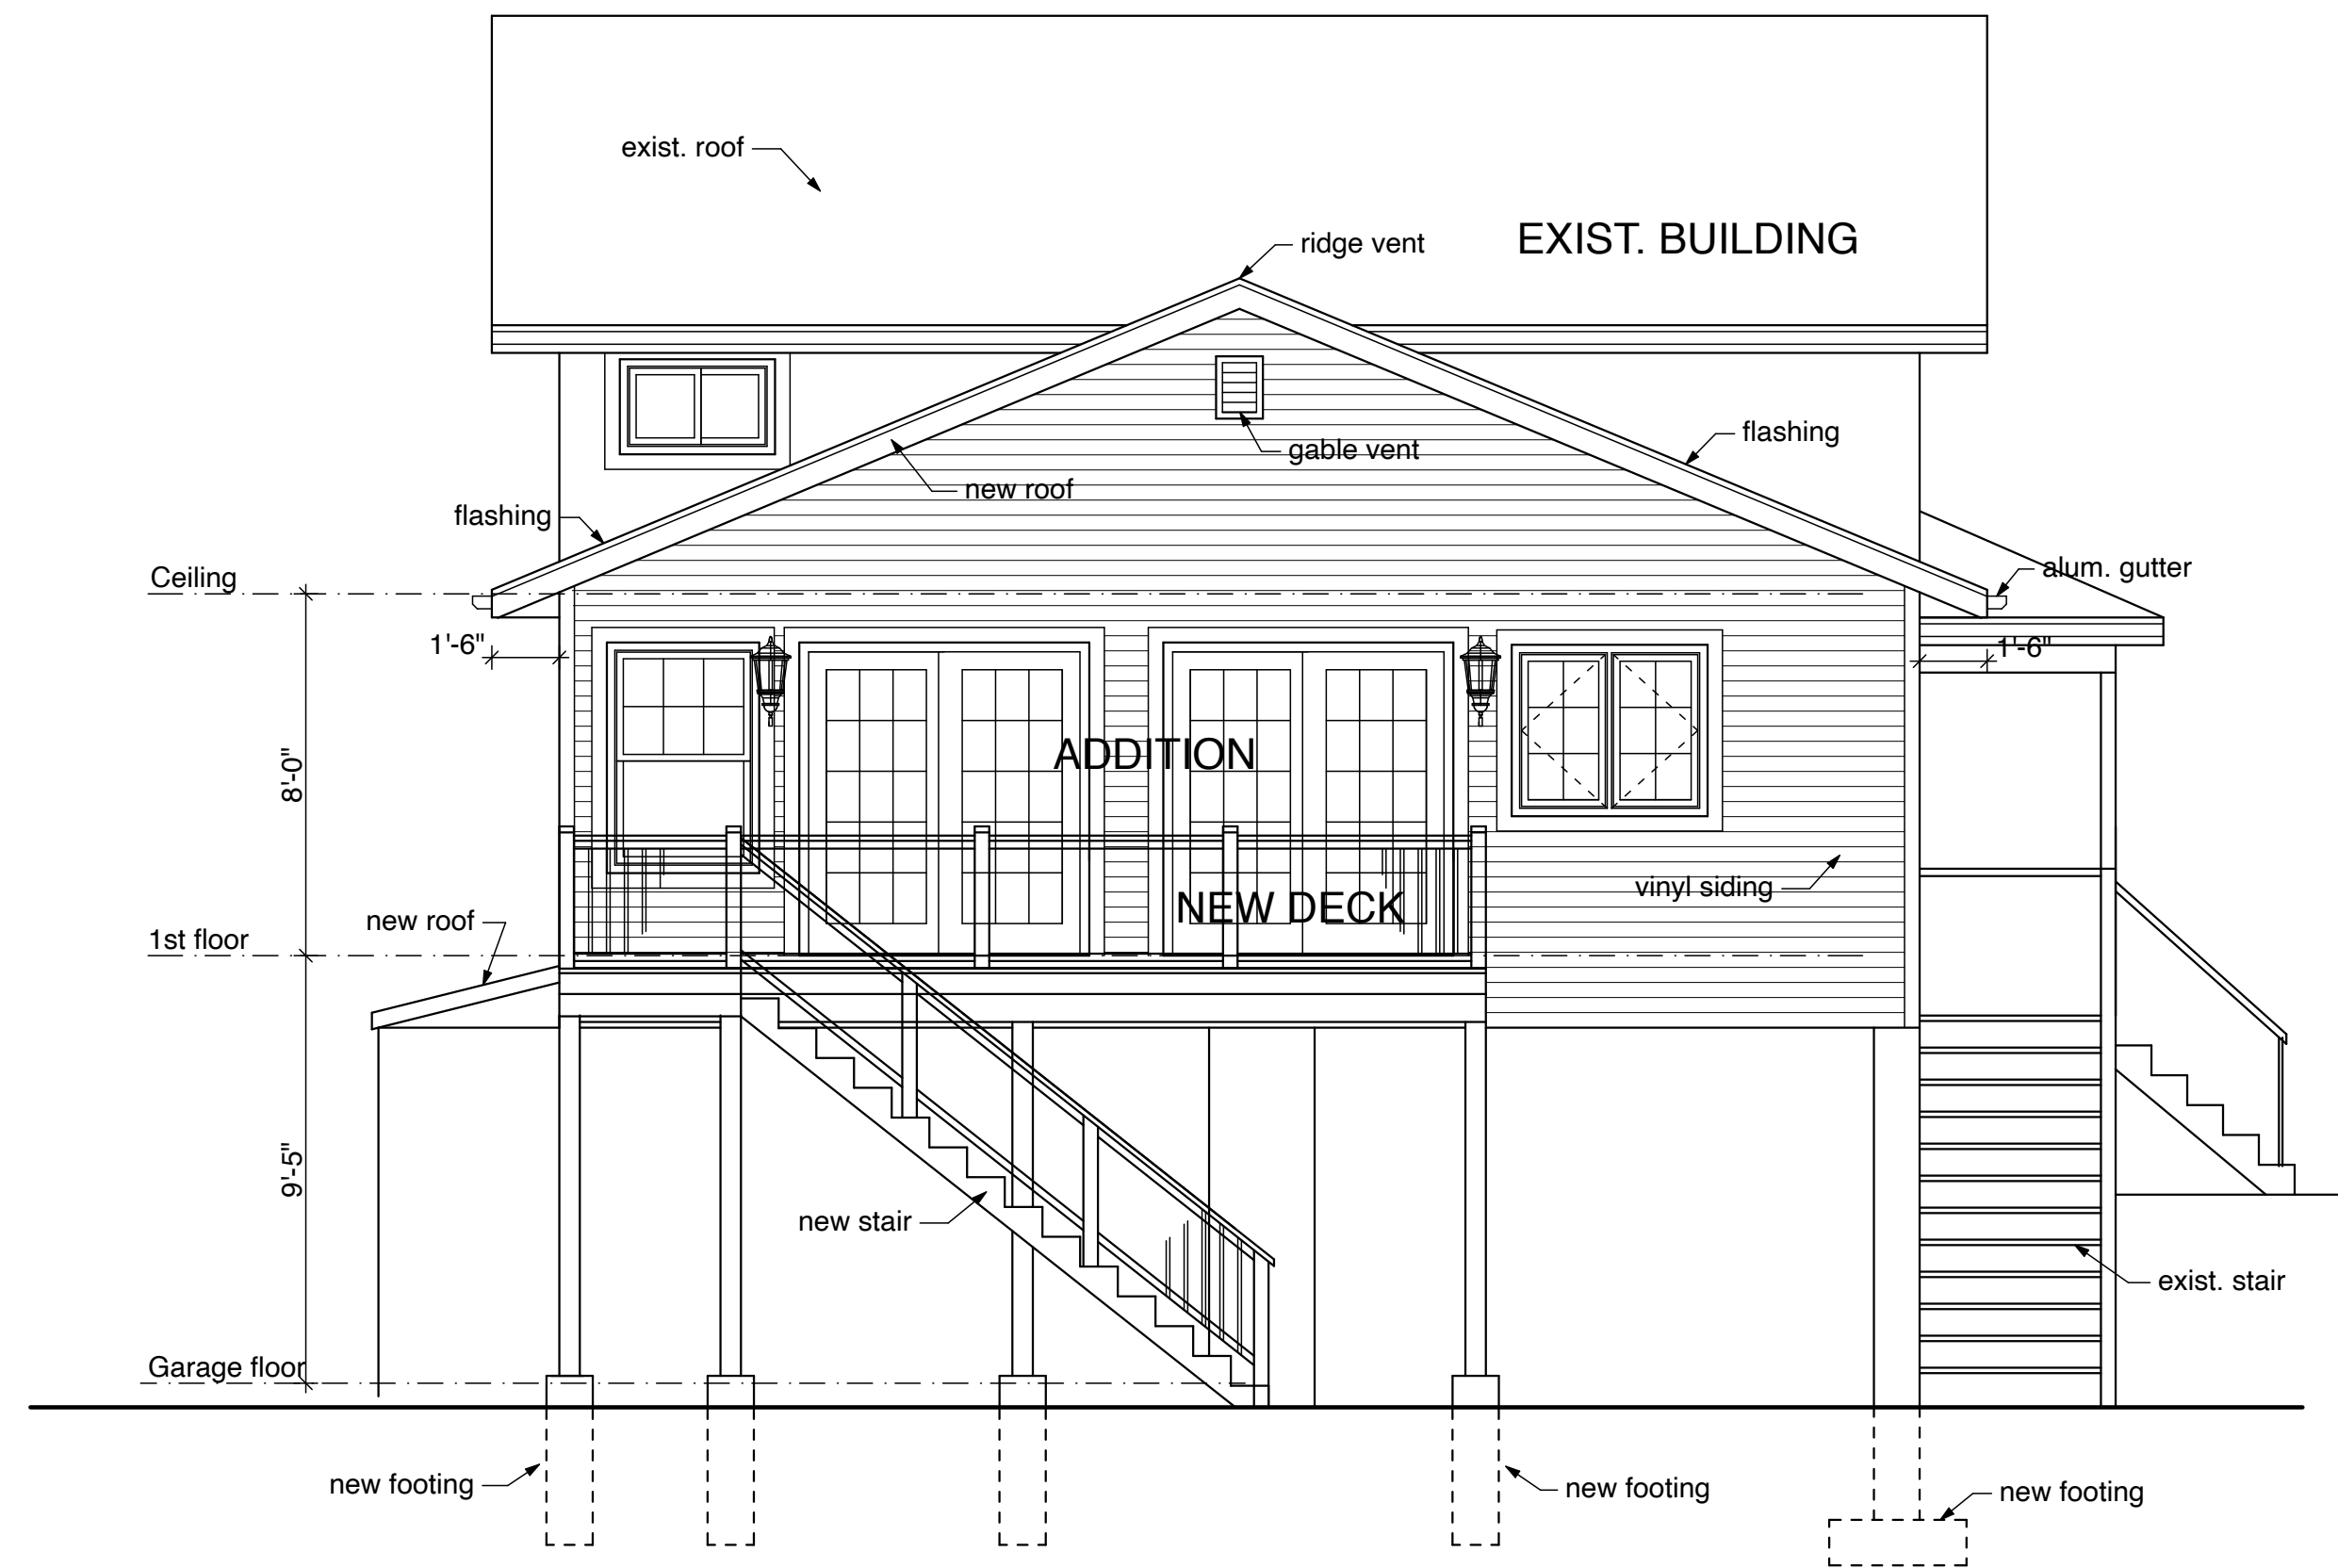 exist. roof
EXIST. BUILDING
ridge vent
flashing
gable vent
new roof
flashing
Ceiling
alum. gutter
1'-6"
1'-6"
8'-0"
ADDITION
vinyl siding
NEW DECK
new roof
1st floor
9'-5"
new stair
exist. stair
Garage floor
new footing
new footing
new footing